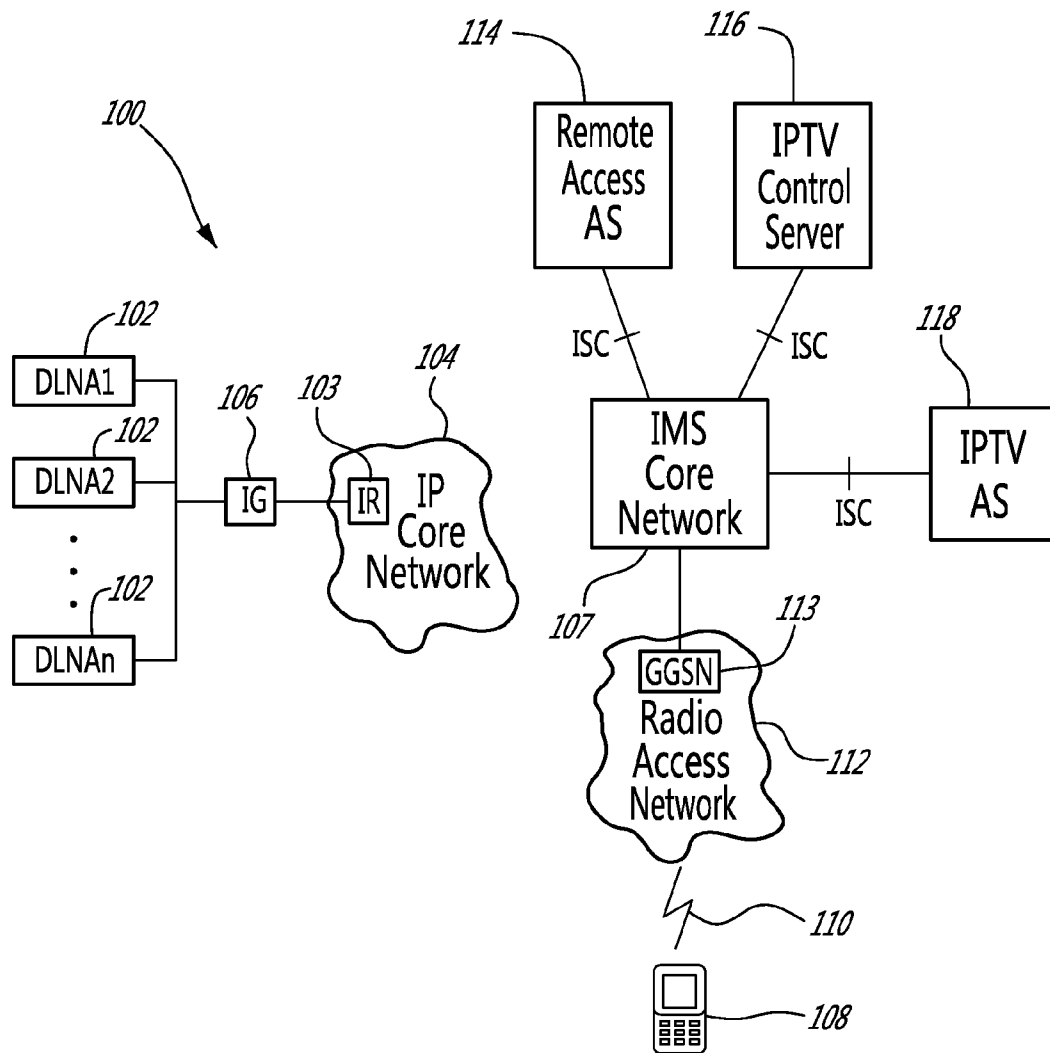 114
116
100
Remote
Access
AS
IPTV
Control
Server
102
DLNA1
ISC
ISC
118
104
103
106
102
DLNA2
IG
IR
IP
Core
Network
IMS
Core
Network
ISC
IPTV
AS
102
DLNAn
107
113
GGSN
Radio
Access
Network
112
110
108